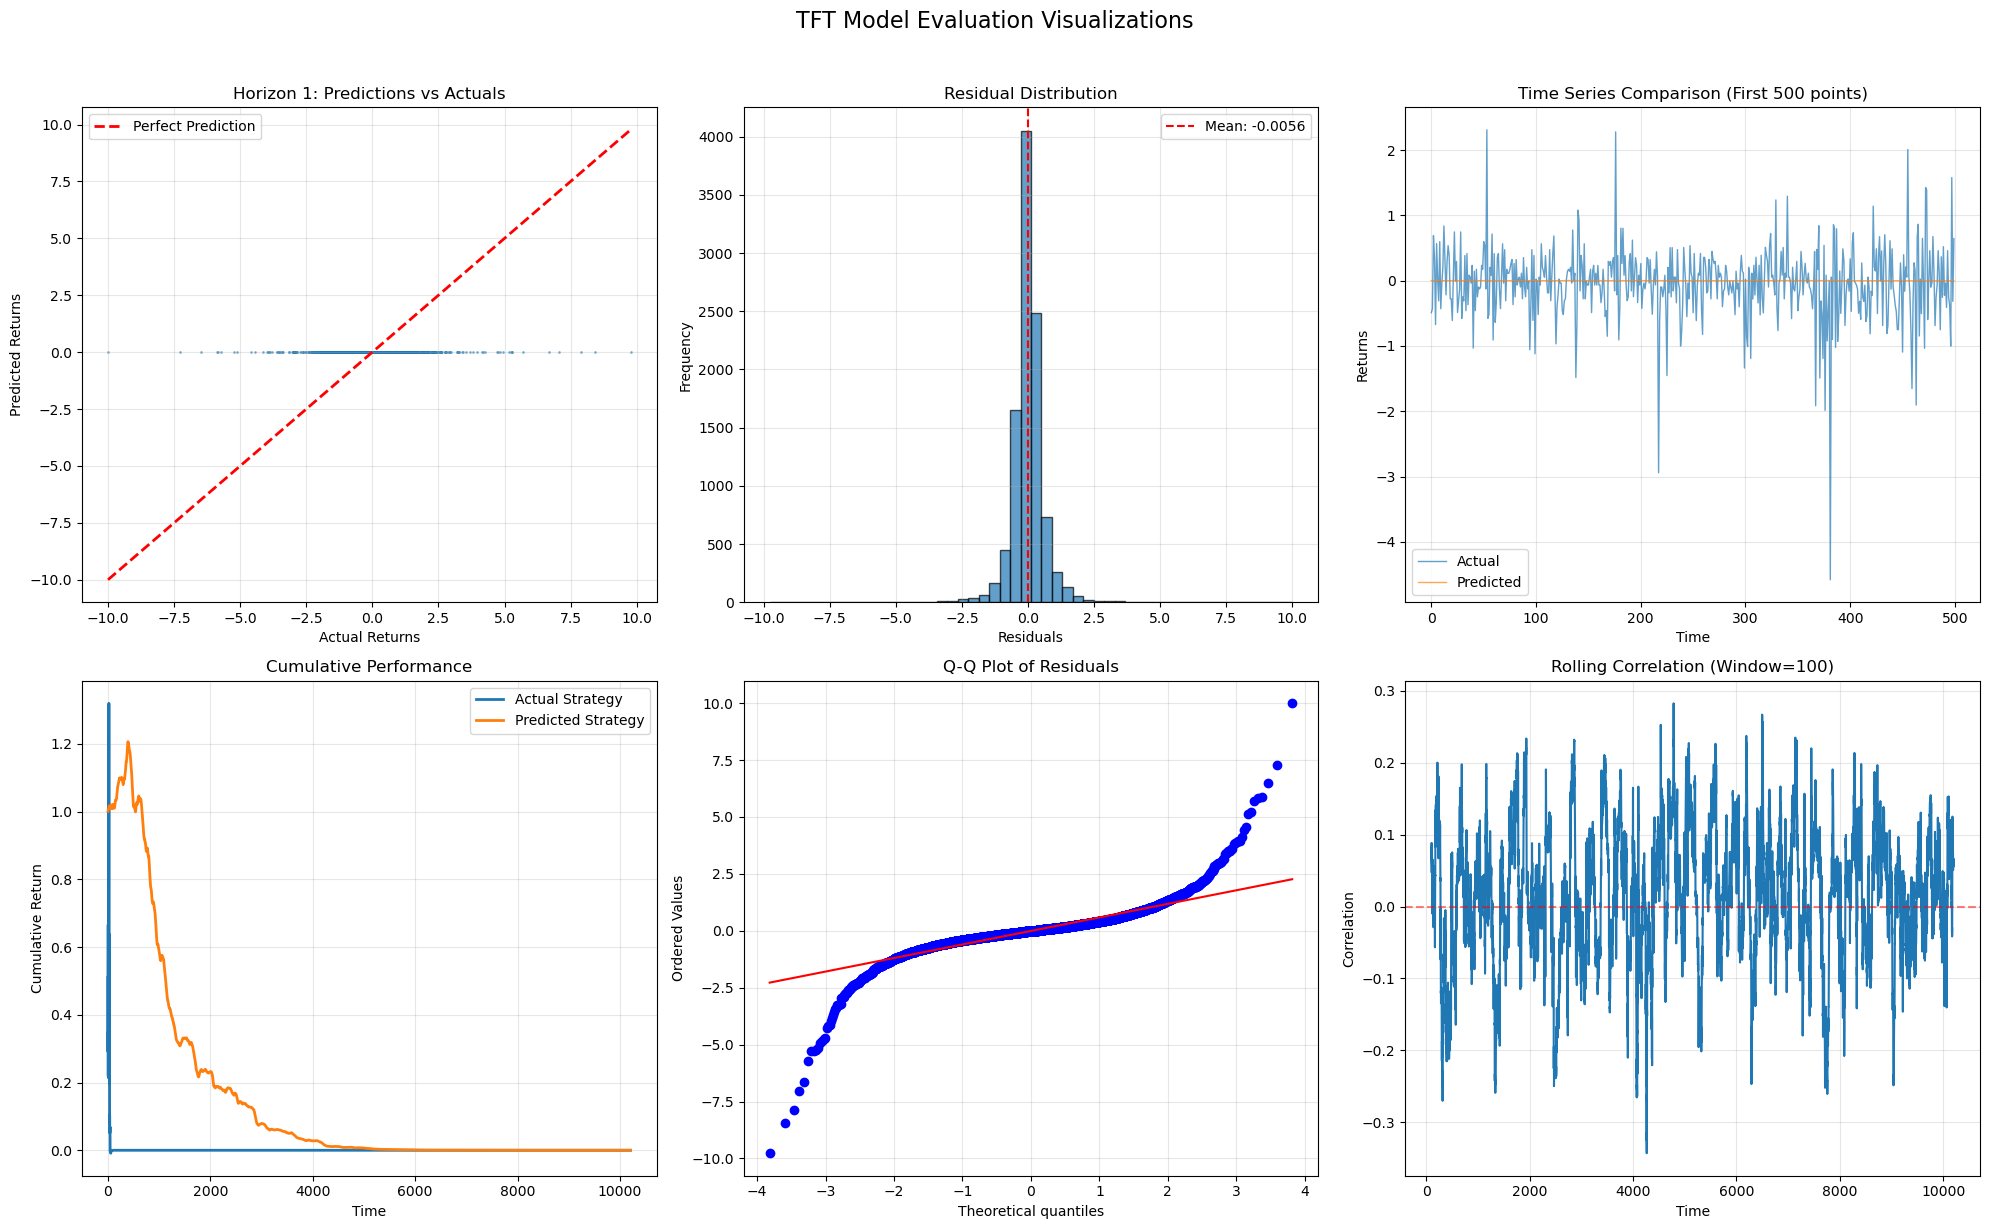 TFT Model Evaluation Visualizations
Horizon 1: Predictions vs Actuals
Perfect Prediction
10.0
7.5
5.0
2.5
0.0
−2.5
−5.0
−7.5
−10.0
Predicted Returns
−10.0 −7.5 −5.0 −2.5 0.0 2.5 5.0 7.5 10.0
Actual Returns
Residual Distribution
Mean: -0.0056
4000
3500
3000
2500
2000
1500
1000
500
0
Frequency
−10.0 −7.5 −5.0 −2.5 0.0 2.5 5.0 7.5 10.0
Residuals
Time Series Comparison (First 500 points)
2
1
0
−1
−2
−3
−4
Returns
Actual
Predicted
0 100 200 300 400 500
Time
Cumulative Performance
Actual Strategy
Predicted Strategy
1.2
1.0
0.8
0.6
0.4
0.2
0.0
Cumulative Return
0 2000 4000 6000 8000 10000
Time
Q-Q Plot of Residuals
10.0
7.5
5.0
2.5
0.0
−2.5
−5.0
−7.5
−10.0
Ordered Values
−4 −3 −2 −1 0 1 2 3 4
Theoretical quantiles
Rolling Correlation (Window=100)
0.3
0.2
0.1
0.0
−0.1
−0.2
−0.3
Correlation
0 2000 4000 6000 8000 10000
Time